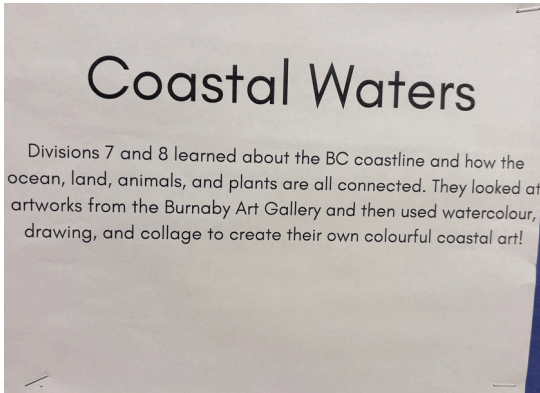 Coastal Waters
Divisions 7 and 8 learned about the BC coastline and how the
ocean, land, animals, and plants are all connected. They looked at
artworks from the Burnaby Art Gallery and then used watercolour,
drawing, and collage to create their own colourful coastal art!